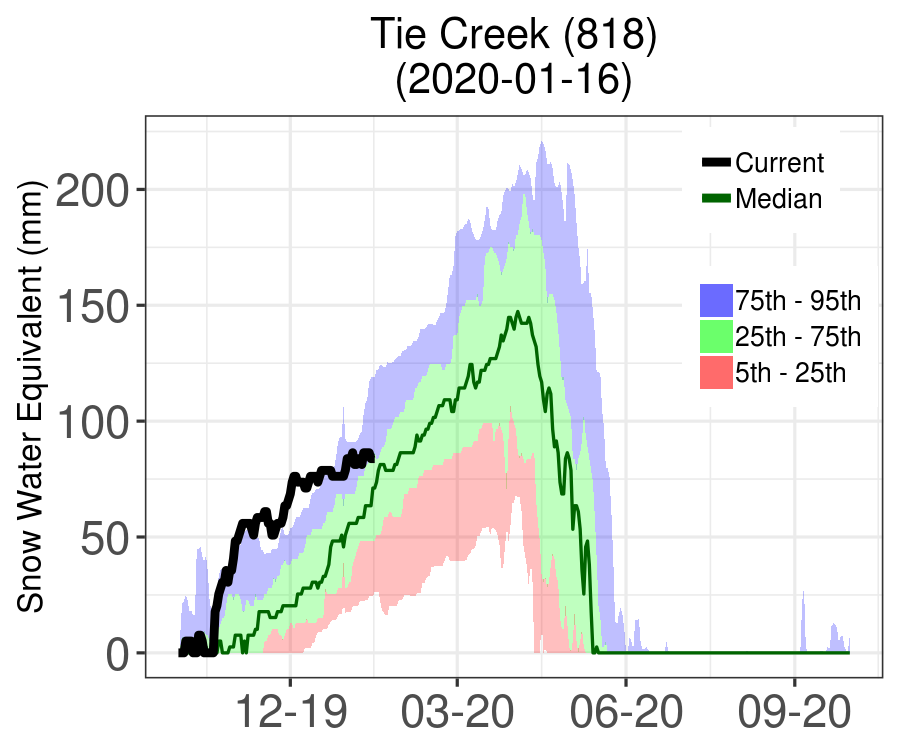 Tie Creek (818)
(2020-01-16)
Snow Water Equivalent (mm)
200
150
100
50
0
Current
Median
75th - 95th
25th - 75th
5th - 25th
12-19 03-20 06-20 09-20